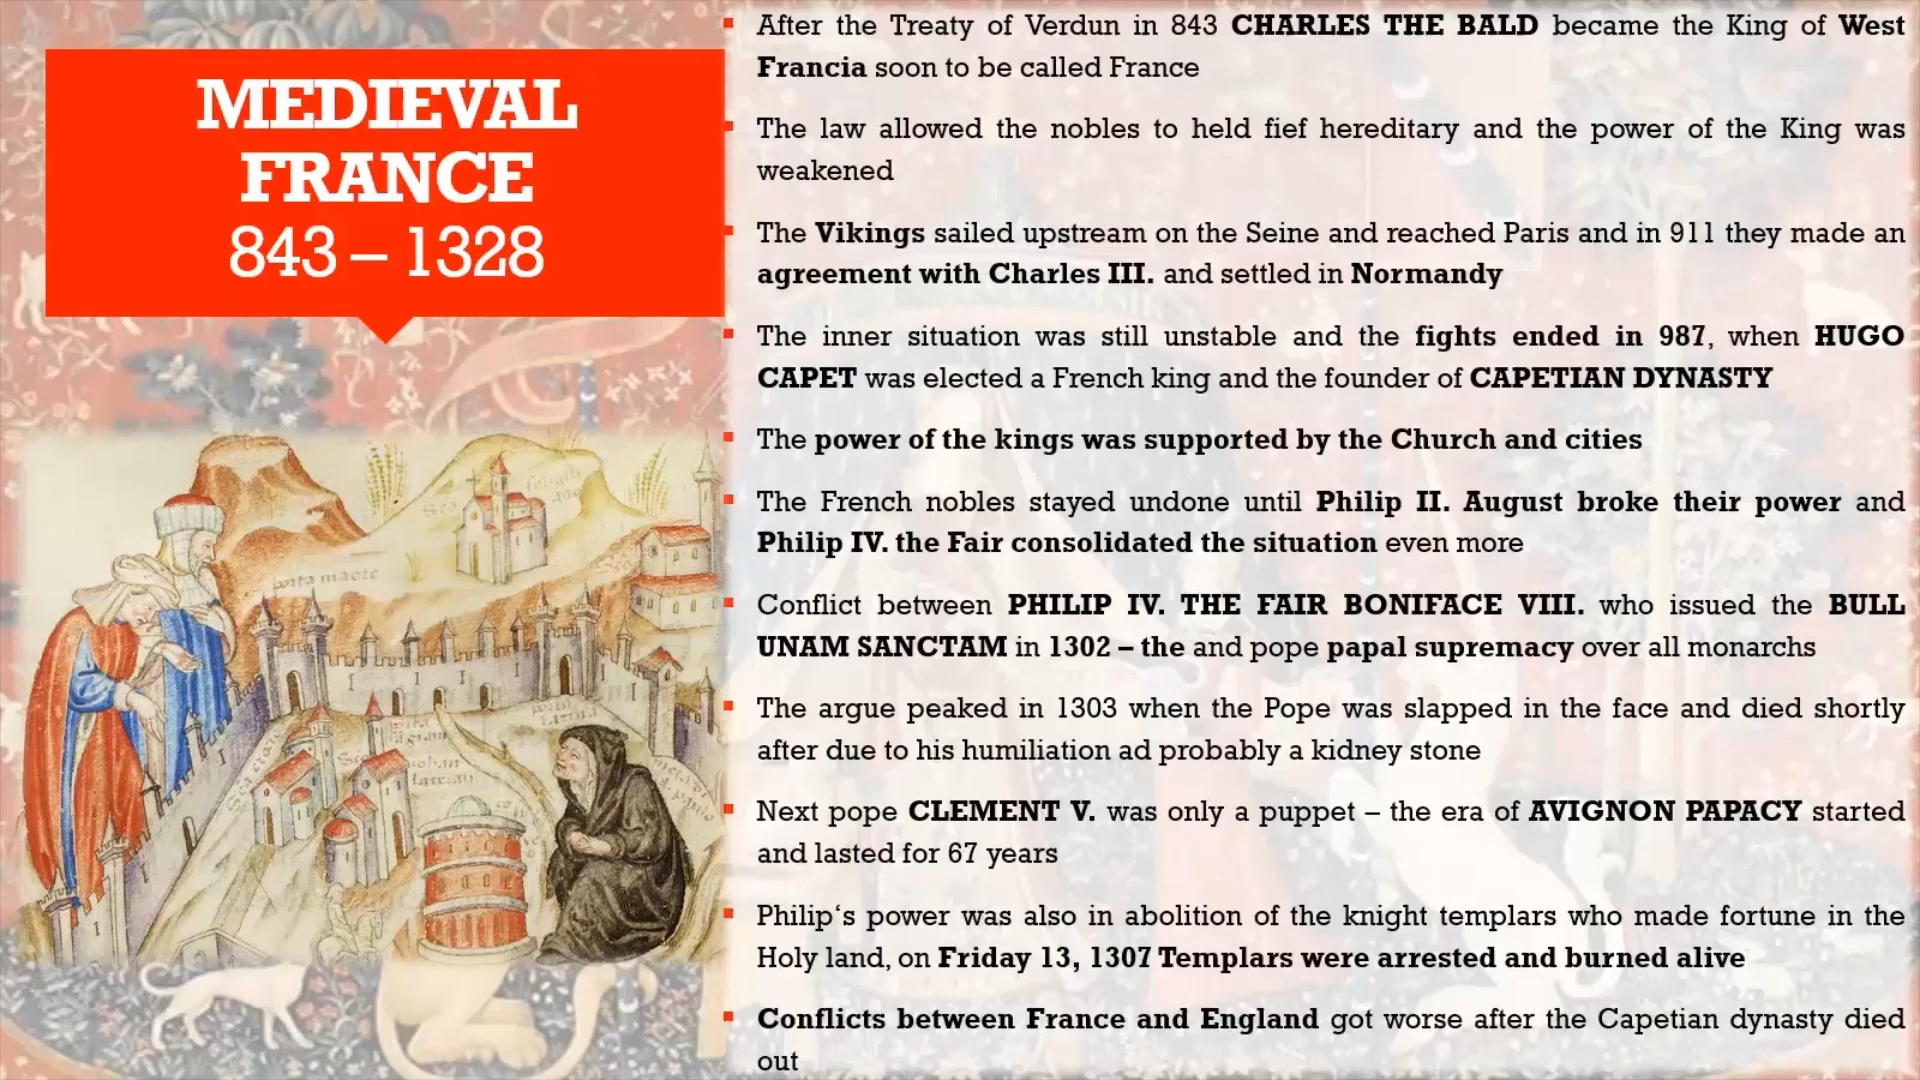 MEDIEVAL
FRANCE
843 – 1328
After the Treaty of Verdun in 843 CHARLES THE BALD became the King of West
Francia soon to be called France
The law allowed the nobles to held fief hereditary and the power of the King was
weakened
The Vikings sailed upstream on the Seine and reached Paris and in 911 they made an
agreement with Charles III. and settled in Normandy
The inner situation was still unstable and the fights ended in 987, when HUGO
CAPET was elected a French king and the founder of CAPETIAN DYNASTY
The power of the kings was supported by the Church and cities
The French nobles stayed undone until Philip II. August broke their power and
Philip IV. the Fair consolidated the situation even more
Conflict between PHILIP IV. THE FAIR BONIFACE VIII. who issued the BULL
UNAM SANCTAM in 1302 – the and pope papal supremacy over all monarchs
The argue peaked in 1303 when the Pope was slapped in the face and died shortly
after due to his humiliation ad probably a kidney stone
Next pope CLEMENT V. was only a puppet – the era of AVIGNON PAPACY started
and lasted for 67 years
Philip‘s power was also in abolition of the knight templars who made fortune in the
Holy land, on Friday 13, 1307 Templars were arrested and burned alive
Conflicts between France and England got worse after the Capetian dynasty died
out